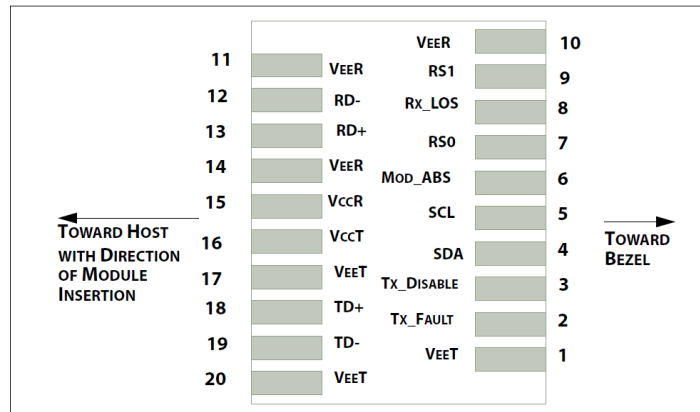 11
VEER
12
RD-
13
RD+
14
VEER
15
VCCR
16
VCCT
17
VEET
18
TD+
19
TD-
20
VEET
VEER
10
RS1
9
RX_LOS
8
RS0
7
MOD_ABS
6
SCL
5
SDA
4
TX_DISABLE
3
TX_FAULT
2
VEET
1
TOWARD HOST
WITH DIRECTION
OF MODULE
INSERTION
TOWARD
BEZEL